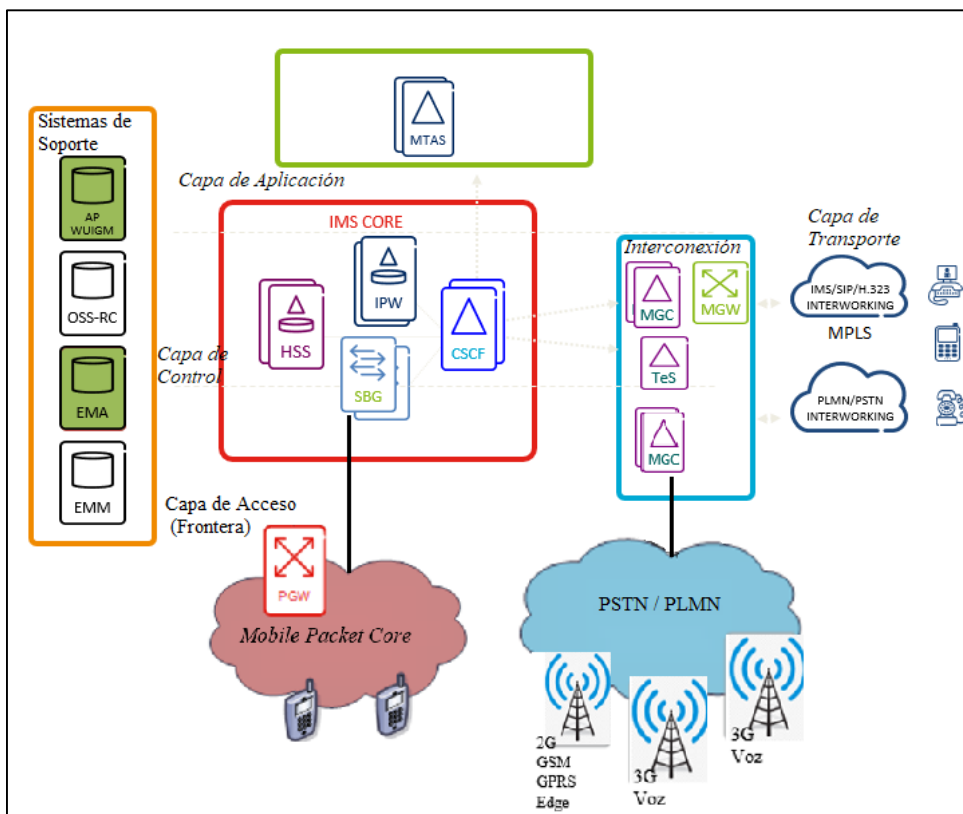 MTAS
Sistemas de
Soporte
AP
WUIGM
OSS-RC
EMA
EMM
Capa de Aplicación
IMS CORE
HSS
IPW
CSCF
SBG
Capa de
Control
Interconexión
MGC
MGW
TeS
MGC
Capa de
Transporte
IMS/SIP/H.323
INTERWORKING
MPLS
PLMN/PSTN
INTERWORKING
Capa de Acceso
(Frontera)
PGW
Mobile Packet Core
PSTN / PLMN
2G
GSM
GPRS
Edge
3G
Voz
3G
Voz